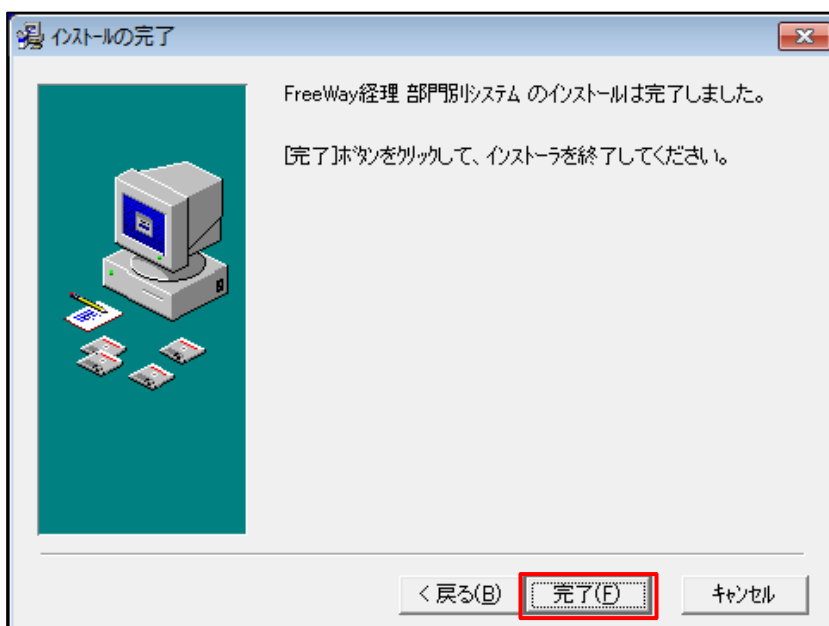 インストールの完了
FreeWay経理 部門別システム のインストールは完了しました。
[完了]ボタンをクリックして、インストーラを終了してください。
< 戻る(B)
完了(F)
キャンセル